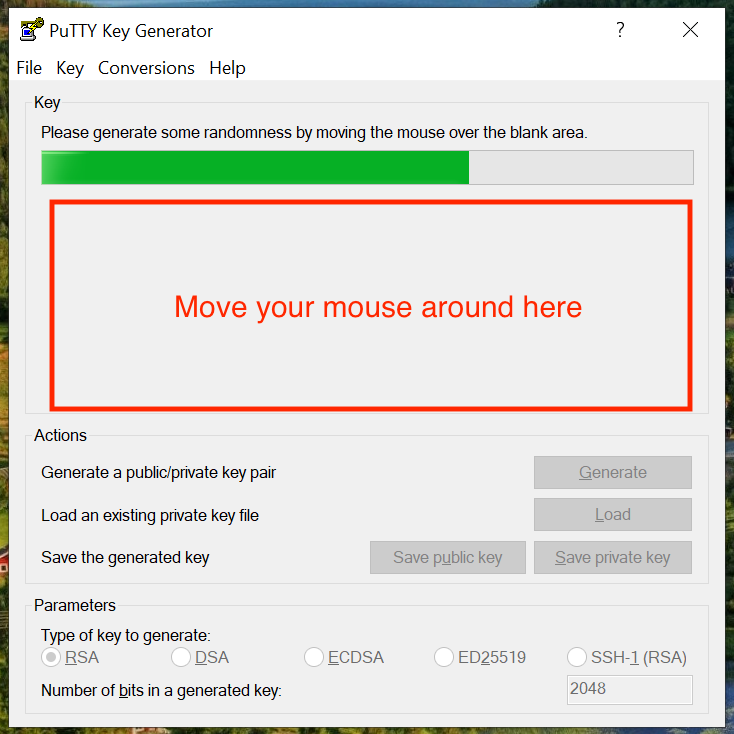 PuTTY Key Generator
?
File Key Conversions Help
Key
Please generate some randomness by moving the mouse over the blank area.
Move your mouse around here
Actions
Generate a public/private key pair
Generate
Load an existing private key file
Load
Save the generated key
Save public key
Save private key
Parameters
Type of key to generate:
RSA DSA ECDSA ED25519 SSH-1 (RSA)
Number of bits in a generated key:
2048